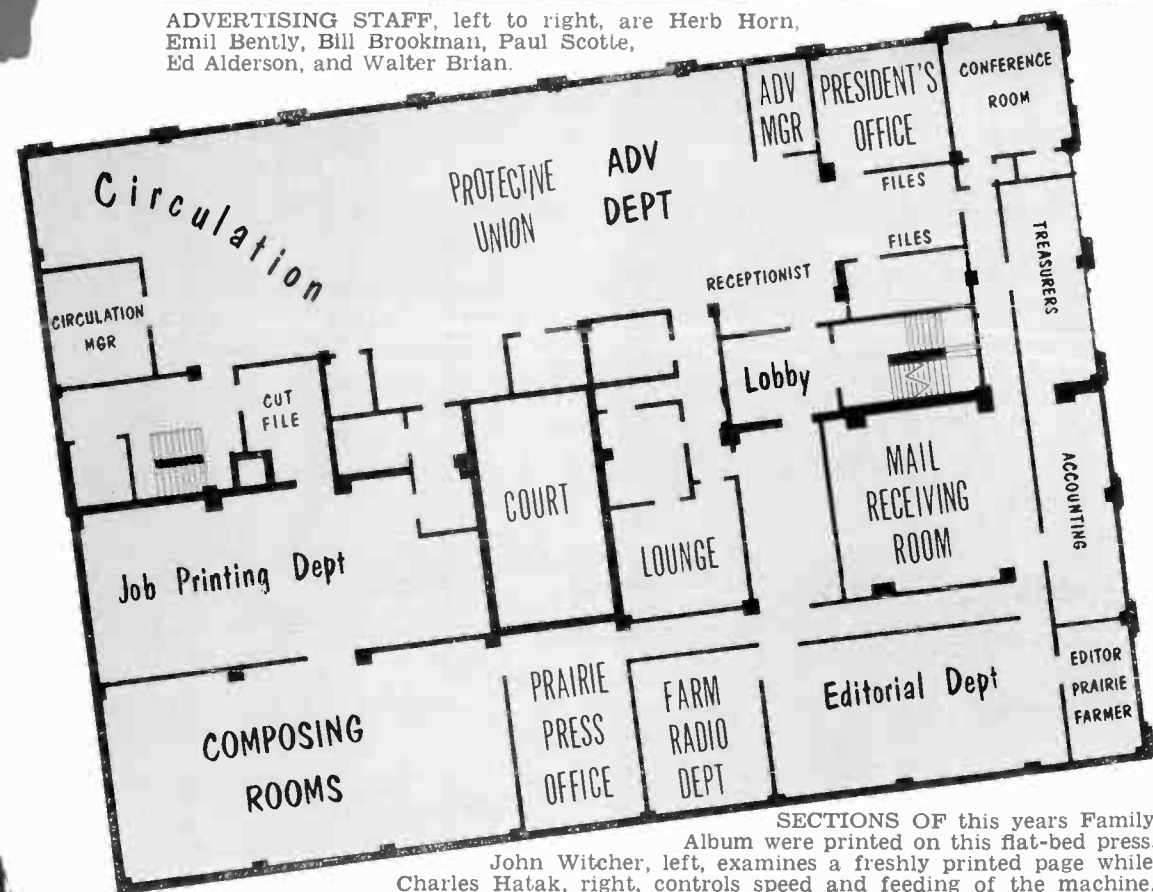 ADVERTISING STAFF, left to right, are Herb Horn,
Emil Bently, Bill Brookman, Paul Scotte,
Ed Alderson, and Walter Brian.
ADV
MGR
PRESIDENT'S
OFFICE
CONFERENCE
ROOM
Circulation
PROTECTIVE
UNION
ADV
DEPT
FILES
FILES
RECEPTIONIST
TREASURERS
CIRCULATION
MGR
CUT
FILE
Lobby
COURT
LOUNGE
MAIL
RECEIVING
ROOM
ACCOUNTING
Job Printing Dept
COMPOSING
ROOMS
PRAIRIE
PRESS
OFFICE
FARM
RADIO
DEPT
Editorial Dept
EDITOR
PRAIRIE
FARMER
SECTIONS OF this years Family
Album were printed on this flat-bed press.
John Witcher, left, examines a freshly printed page while
Charles Hatak, right, controls speed and feeding of the machine.